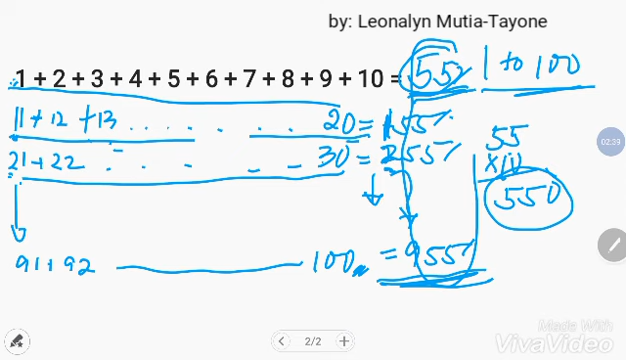 by: Leonalyn Mutia-Tayone
1 + 2 + 3 + 4 + 5 + 6 + 7 + 8 + 9 + 10 = 55
1 to 100
11 + 12 + 13 ....... 20 = 155
21 + 22 - - - - - 30 = 255
55
x10
550
91 + 92 ———— 100 = 955
02:39
2/2
Made With
VivaVideo